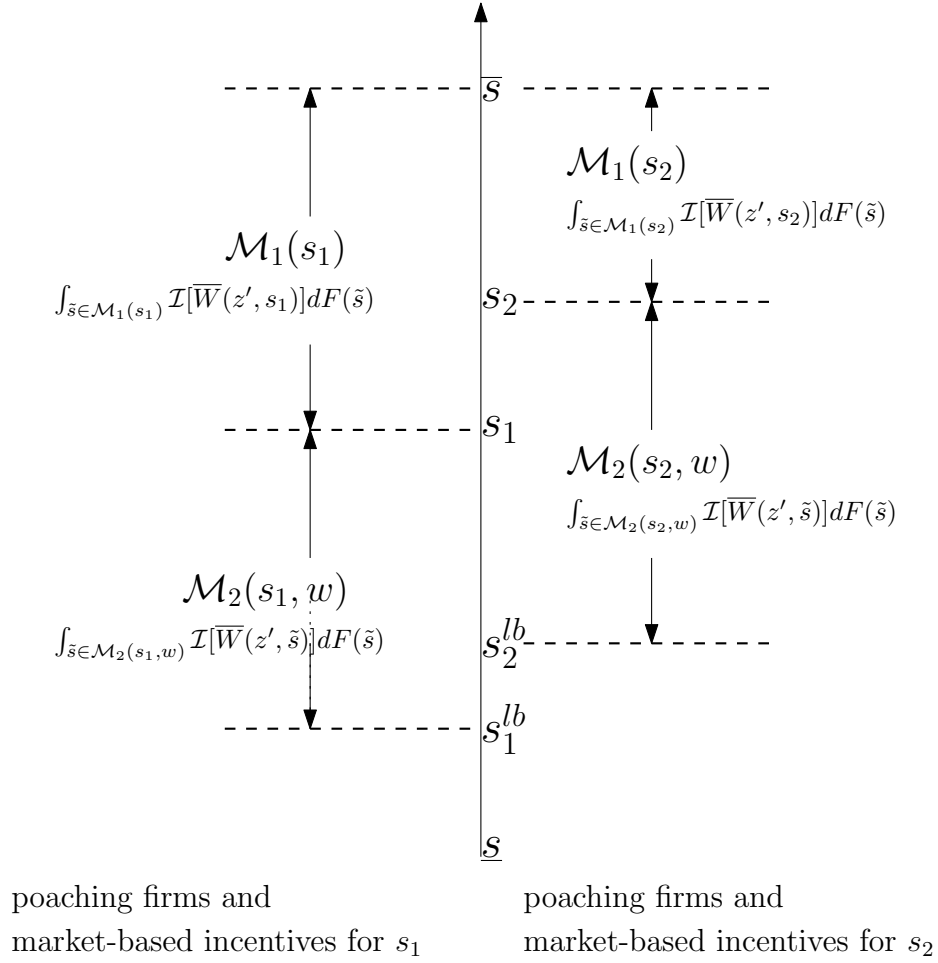 s̅
ℳ₁(s₂)
∫_{s̃∈ℳ₁(s₂)} ℐ[W̅(z′, s₂)]dF(s̃)
ℳ₁(s₁)
∫_{s̃∈ℳ₁(s₁)} ℐ[W̅(z′, s₁)]dF(s̃)
s₂
s₁
ℳ₂(s₂, w)
∫_{s̃∈ℳ₂(s₂,w)} ℐ[W̅(z′, s̃)]dF(s̃)
ℳ₂(s₁, w)
∫_{s̃∈ℳ₂(s₁,w)} ℐ[W̅(z′, s̃)]dF(s̃)
s₂^{lb}
s₁^{lb}
s̲
poaching firms and
market-based incentives for s₁
poaching firms and
market-based incentives for s₂